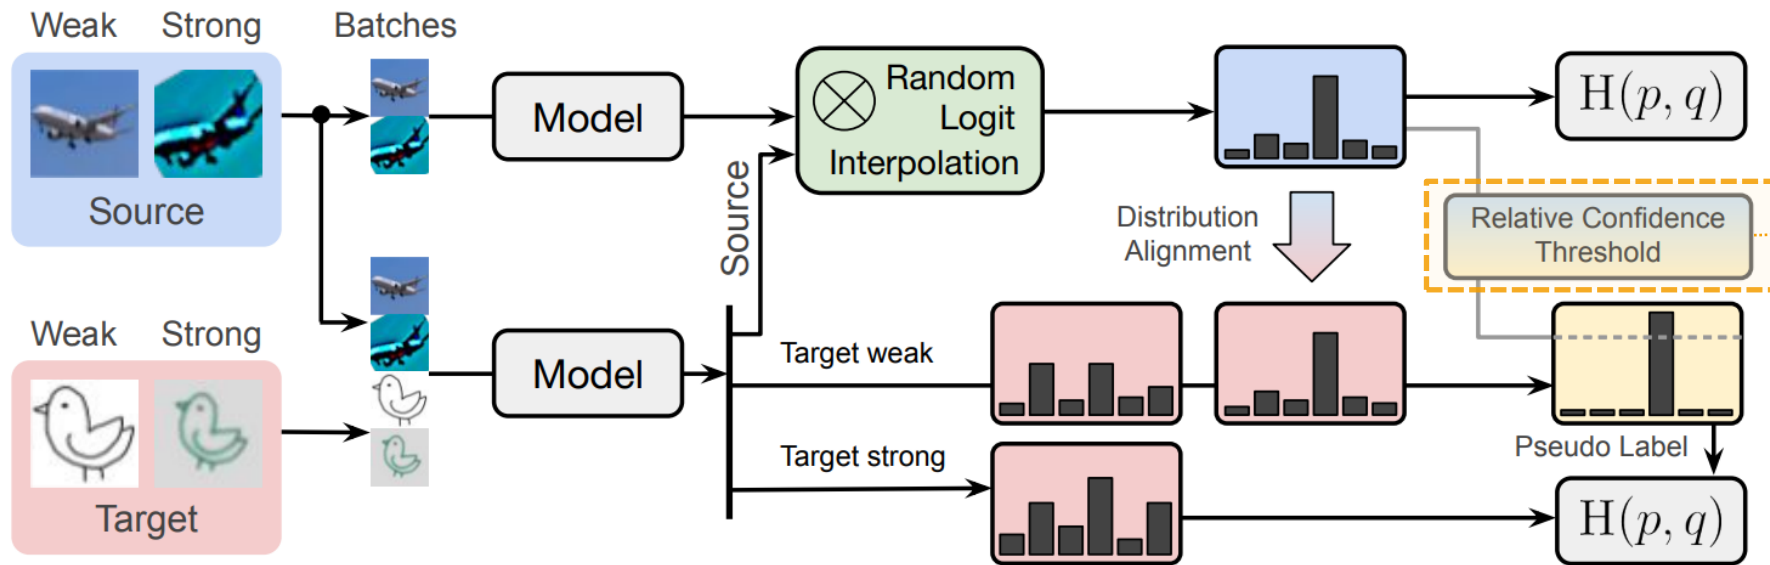 Weak
Strong
Batches
Source
Model
Random
Logit
Interpolation
H(p, q)
Source
Distribution
Alignment
Relative Confidence
Threshold
Weak
Strong
Target
Model
Target weak
Target strong
Pseudo Label
H(p, q)